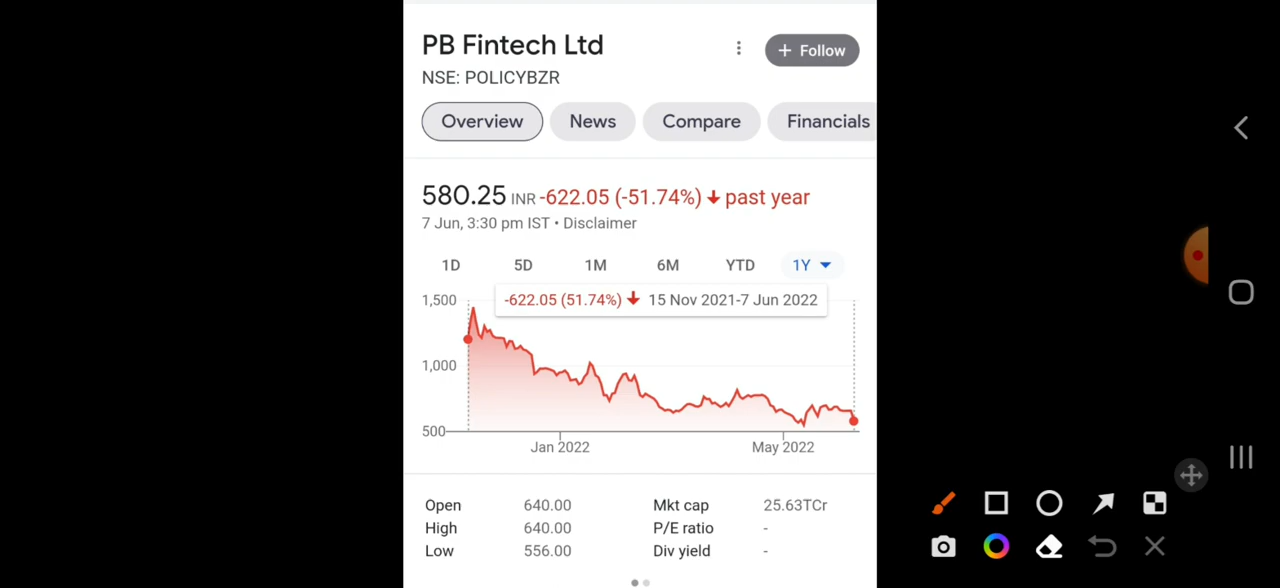 PB Fintech Ltd
+ Follow
NSE: POLICYBZR
Overview News Compare Financials
580.25 INR -622.05 (-51.74%) ↓ past year
7 Jun, 3:30 pm IST • Disclaimer
1D 5D 1M 6M YTD 1Y
-622.05 (51.74%) ↓ 15 Nov 2021-7 Jun 2022
1,500
1,000
500
Jan 2022 May 2022
Open 640.00 Mkt cap 25.63TCr
High 640.00 P/E ratio -
Low 556.00 Div yield -